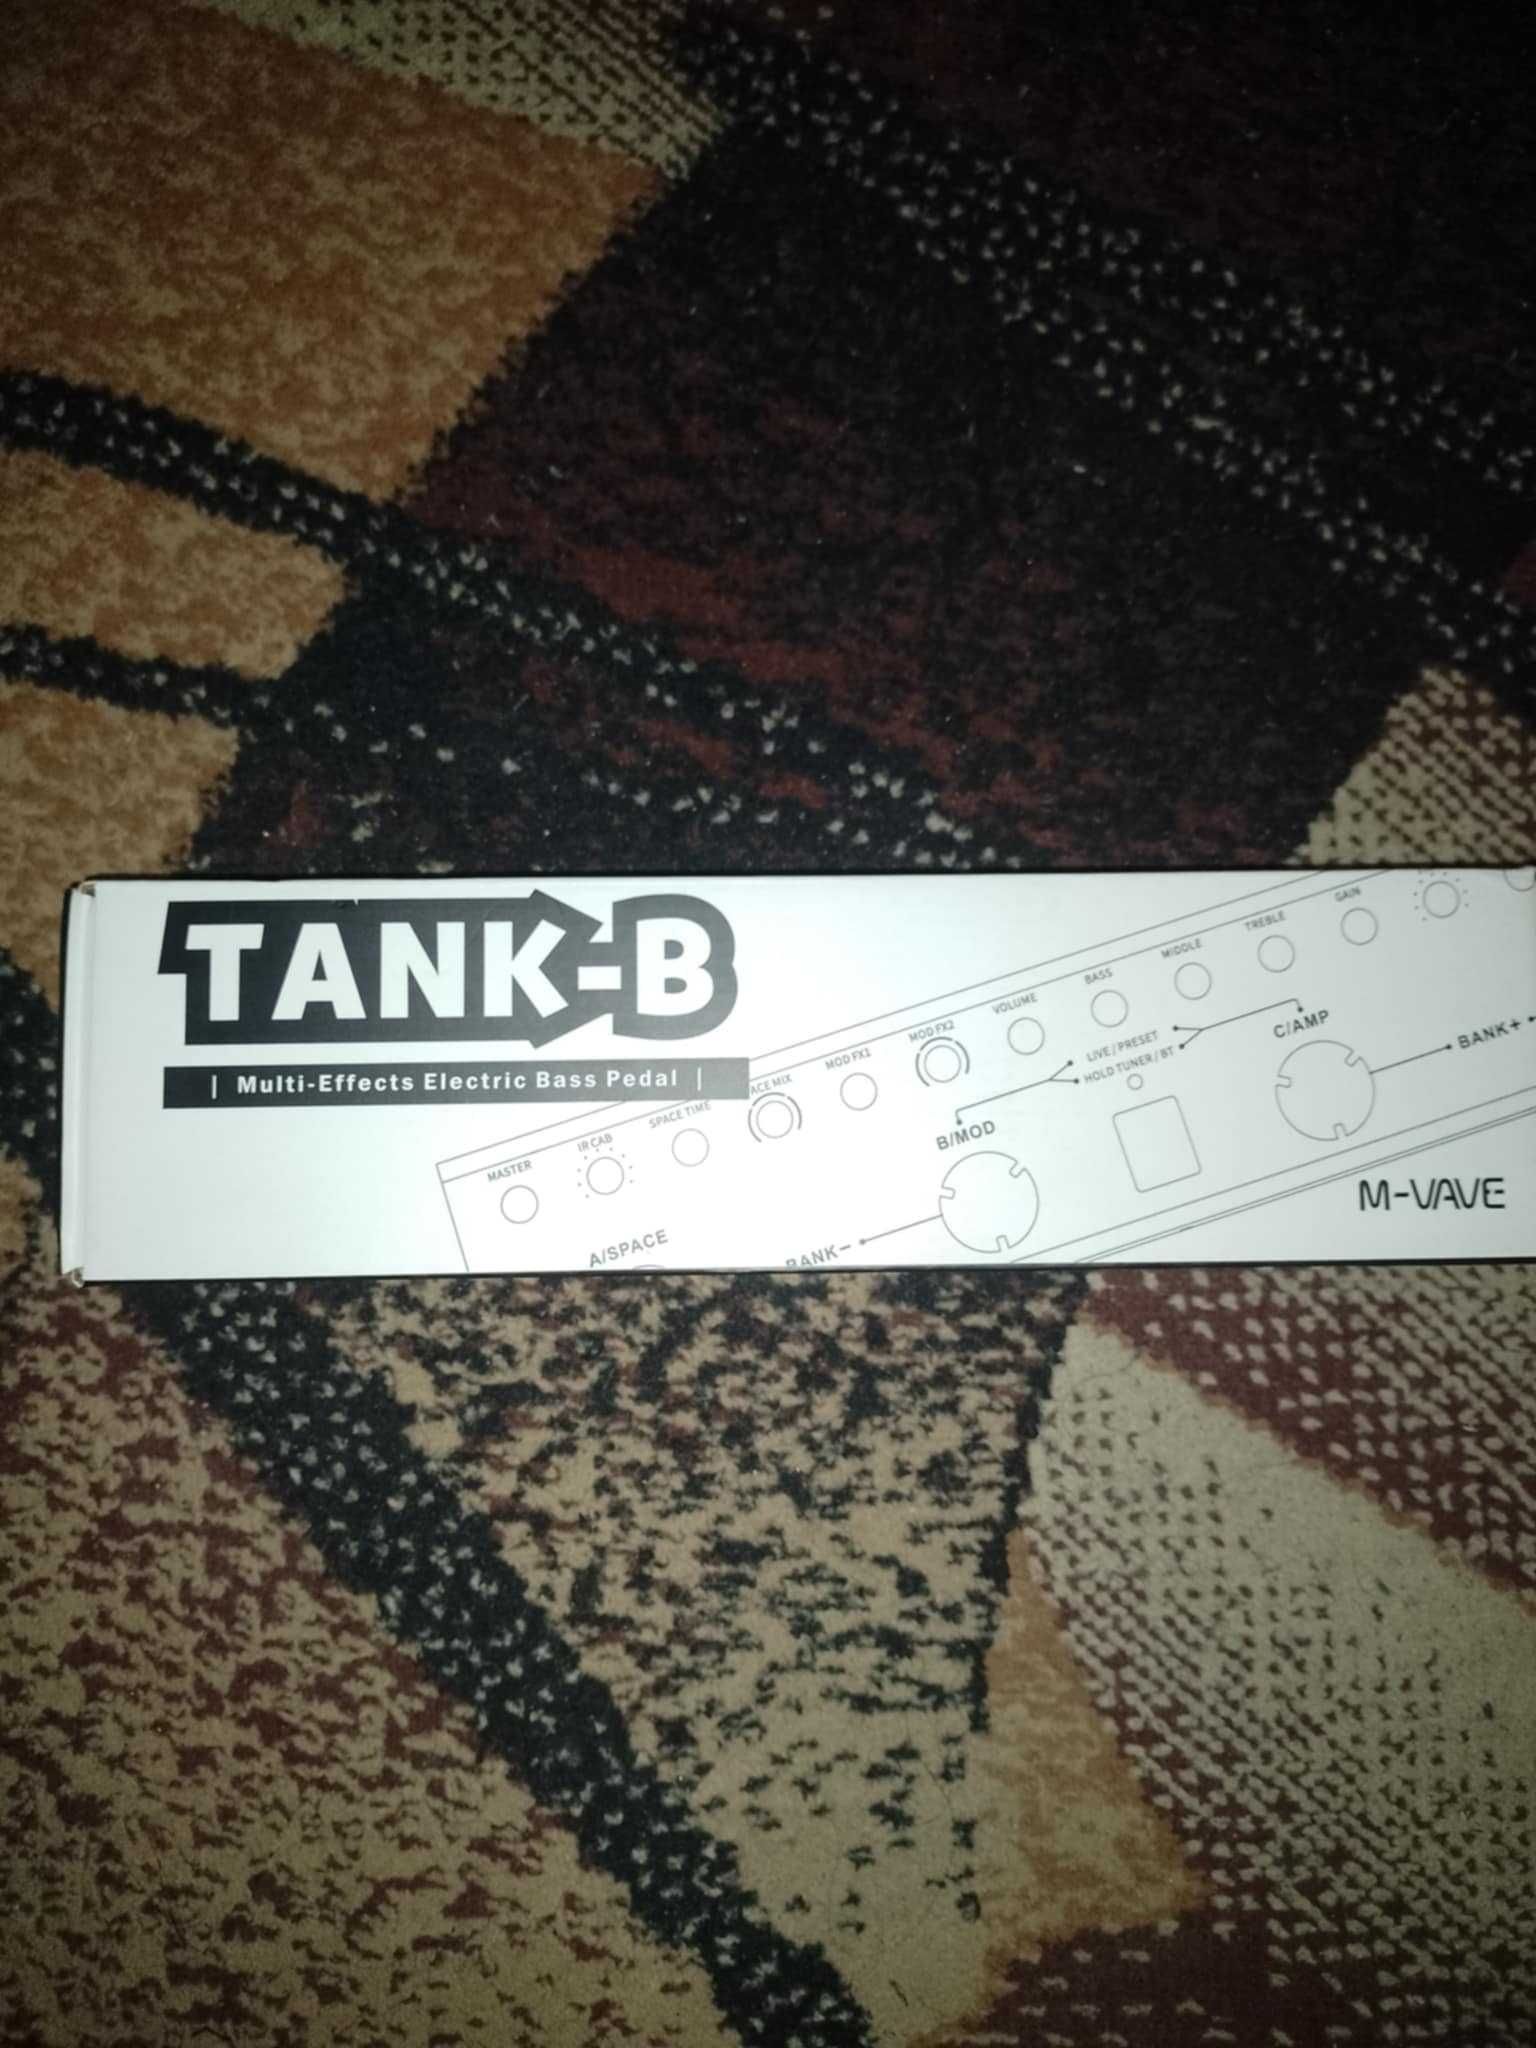 TANK-B
| Multi-Effects Electric Bass Pedal |
MASTER
IR CAB
SPACE TIME
ACE MIX
MOD FX1
MOD FX2
VOLUME
BASS
MIDDLE
TREBLE
GAIN
LIVE/PRESET
HOLD TUNER/BT
A/SPACE
BANK-
B/MOD
C/AMP
BANK+
M-VAVE